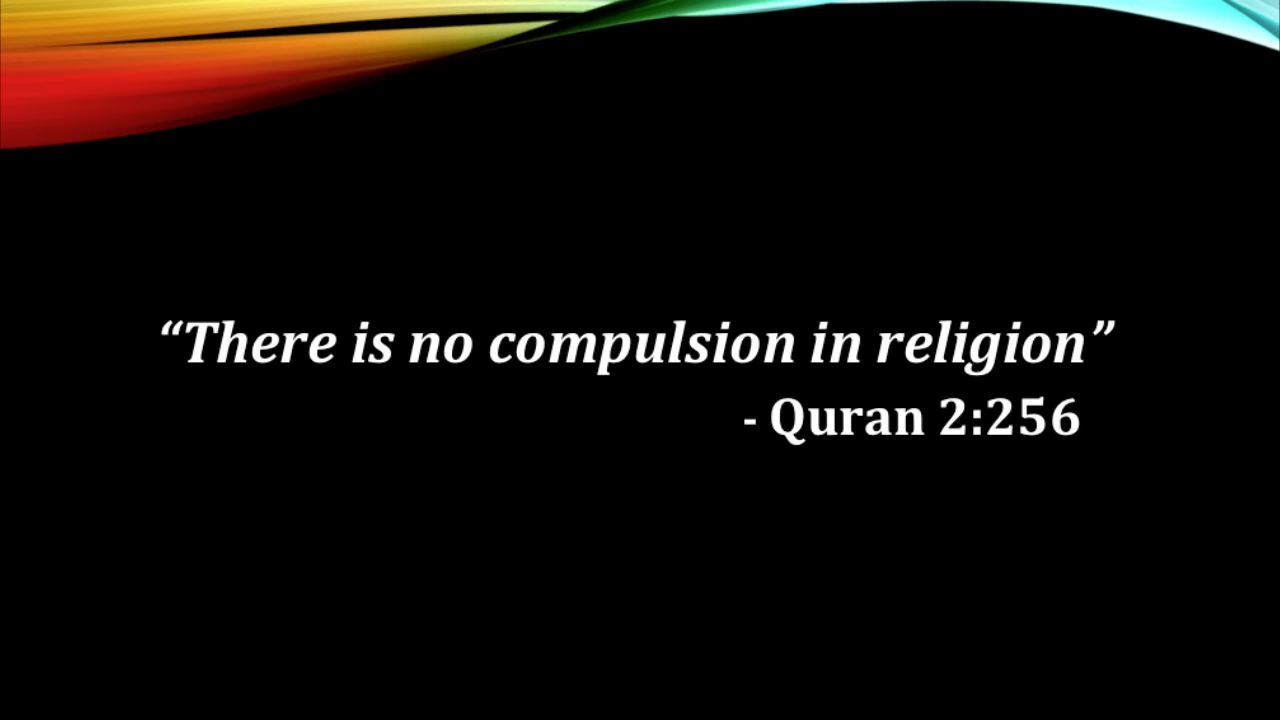 “There is no compulsion in religion”
- Quran 2:256